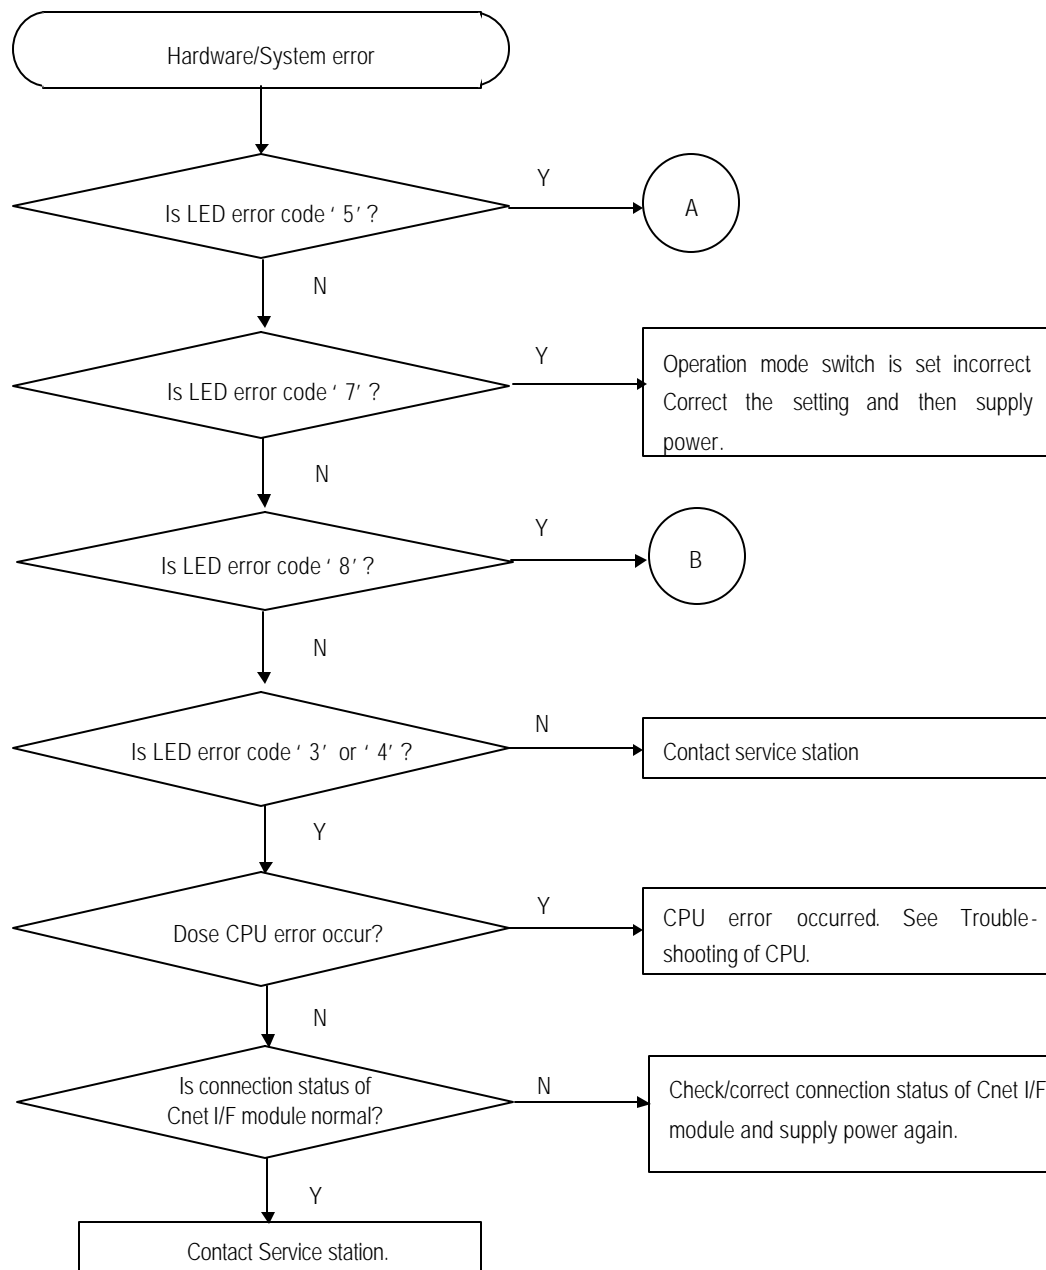 Hardware/System error
Is LED error code ‘ 5’ ?
Y
A
N
Is LED error code ‘ 7’ ?
Y
Operation mode switch is set incorrect
Correct the setting and then supply
power.
N
Is LED error code ‘ 8’ ?
Y
B
N
Is LED error code ‘ 3’ or ‘ 4’ ?
N
Contact service station
Y
Dose CPU error occur?
Y
CPU error occurred. See Trouble-
shooting of CPU.
N
Is connection status of
Cnet I/F module normal?
N
Check/correct connection status of Cnet I/F
module and supply power again.
Y
Contact Service station.